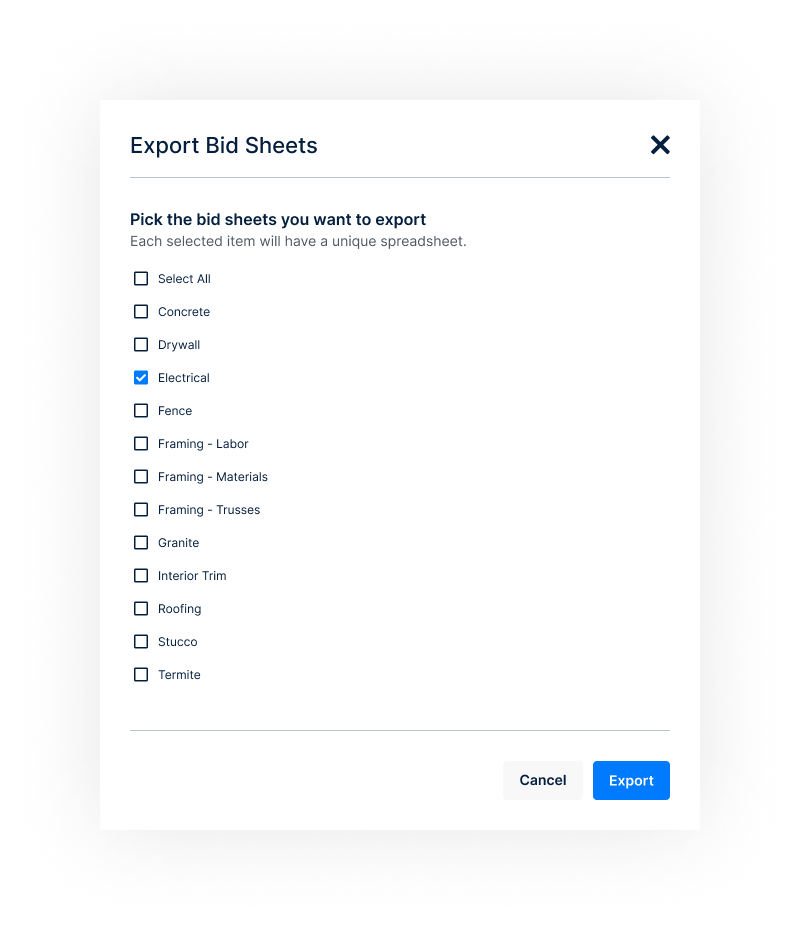 Export Bid Sheets
Pick the bid sheets you want to export
Each selected item will have a unique spreadsheet.
Select All
Concrete
Drywall
Electrical
Fence
Framing - Labor
Framing - Materials
Framing - Trusses
Granite
Interior Trim
Roofing
Stucco
Termite
Cancel Export